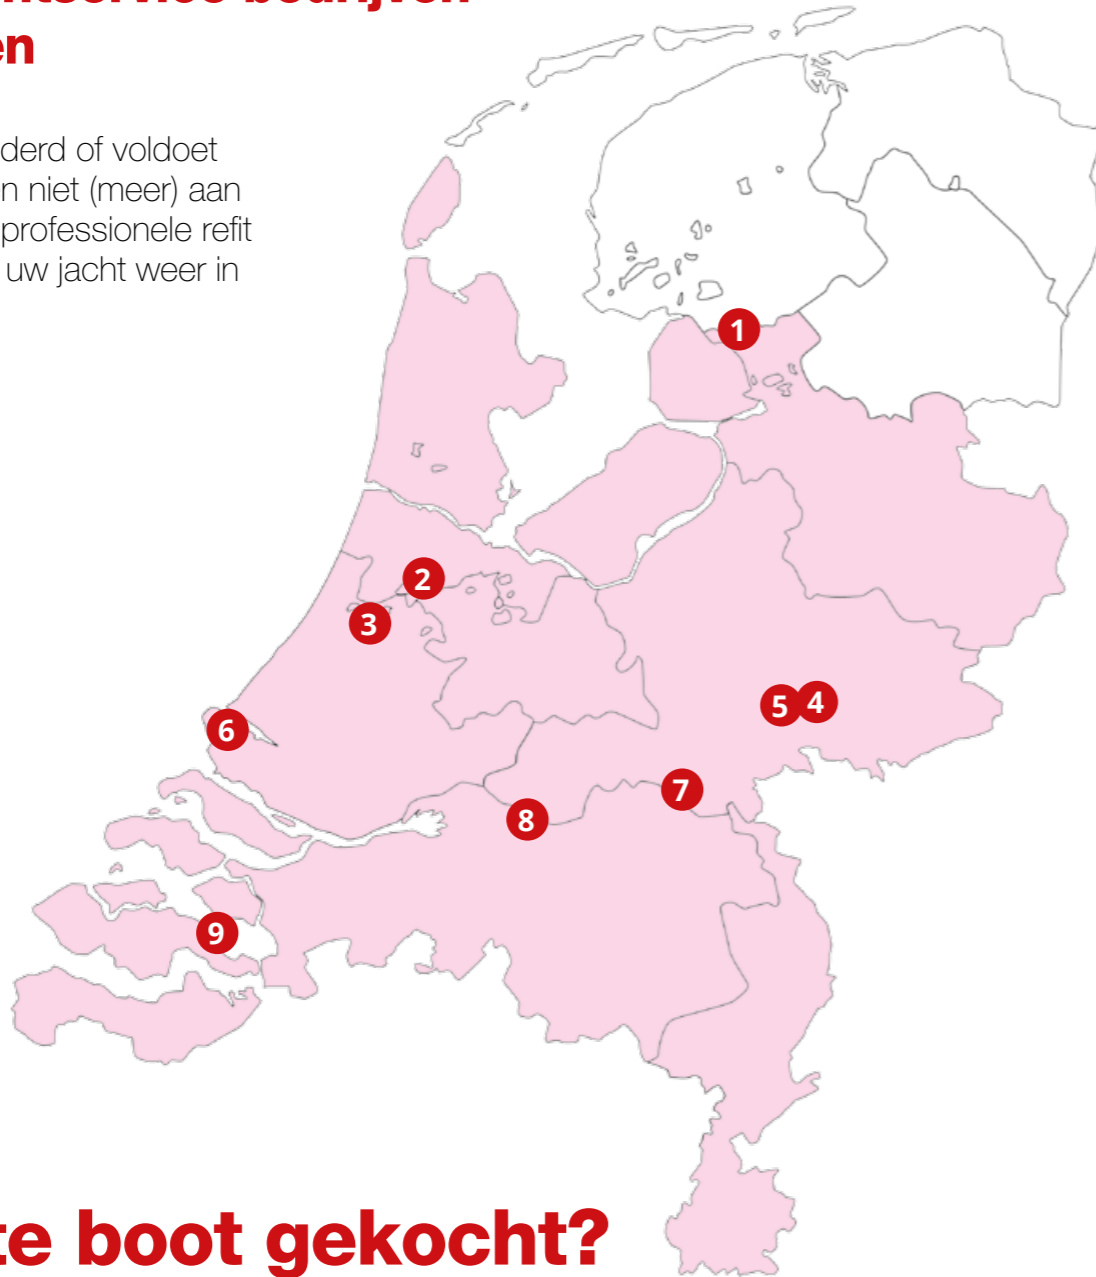 bedrijven
en
derd of voldoet
n niet (meer) aan
professionele refit
uw jacht weer in
1
2
3
5 4
6
7
8
9
te boot gekocht?